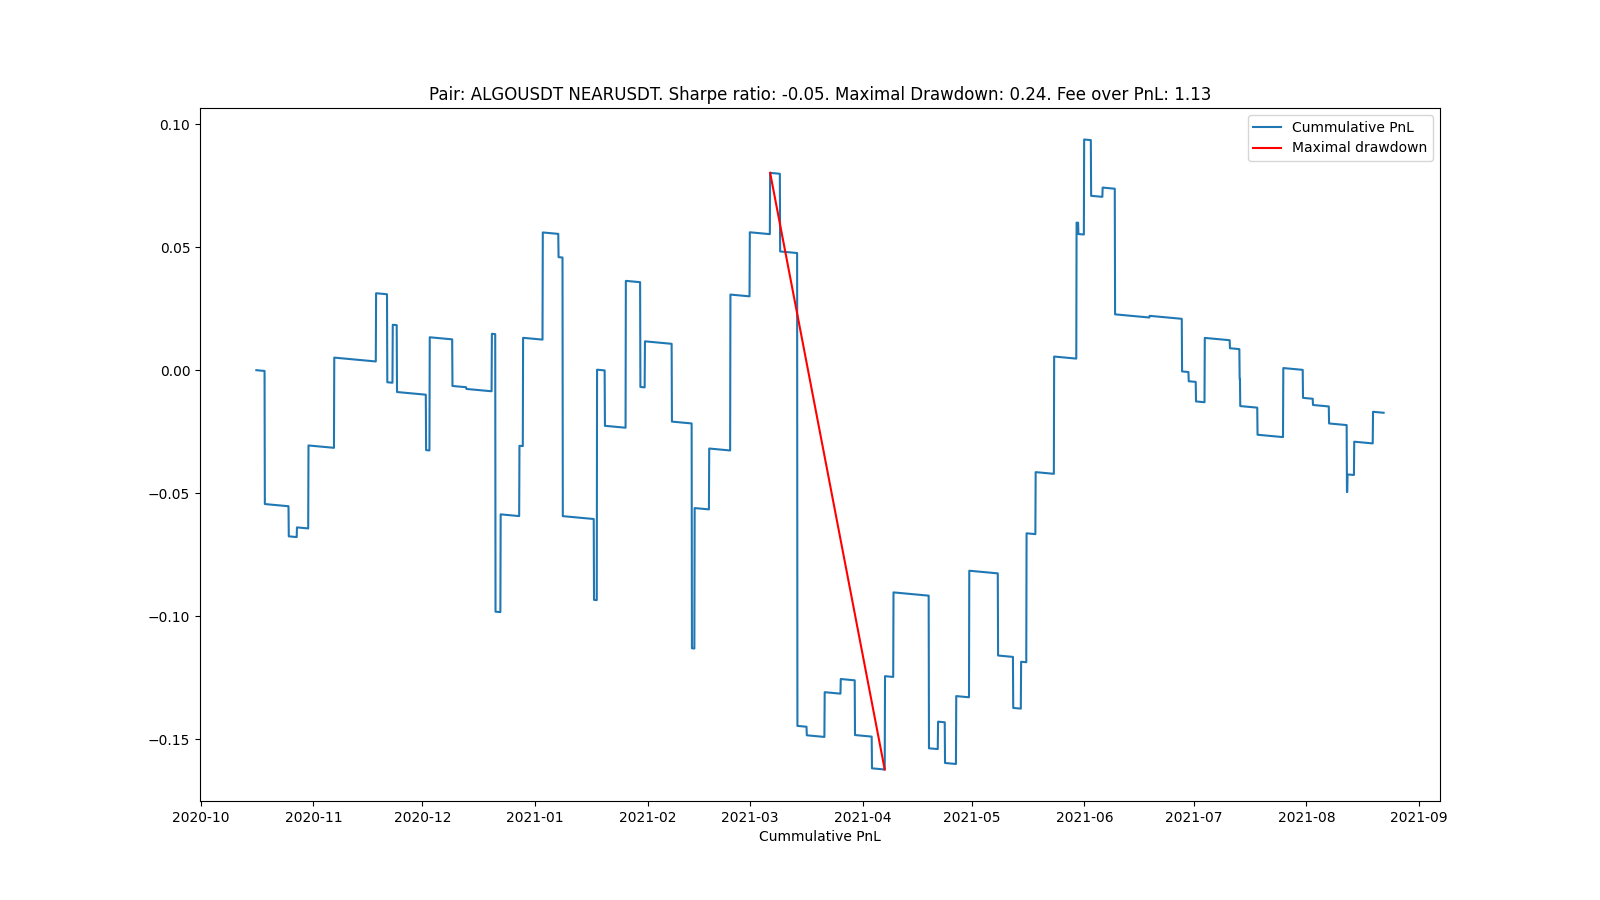 Pair: ALGOUSDT NEARUSDT. Sharpe ratio: -0.05. Maximal Drawdown: 0.24. Fee over PnL: 1.13
Cummulative PnL
Maximal drawdown
0.10
0.05
0.00
−0.05
−0.10
−0.15
2020-10 2020-11 2020-12 2021-01 2021-02 2021-03 2021-04 2021-05 2021-06 2021-07 2021-08 2021-09
Cummulative PnL